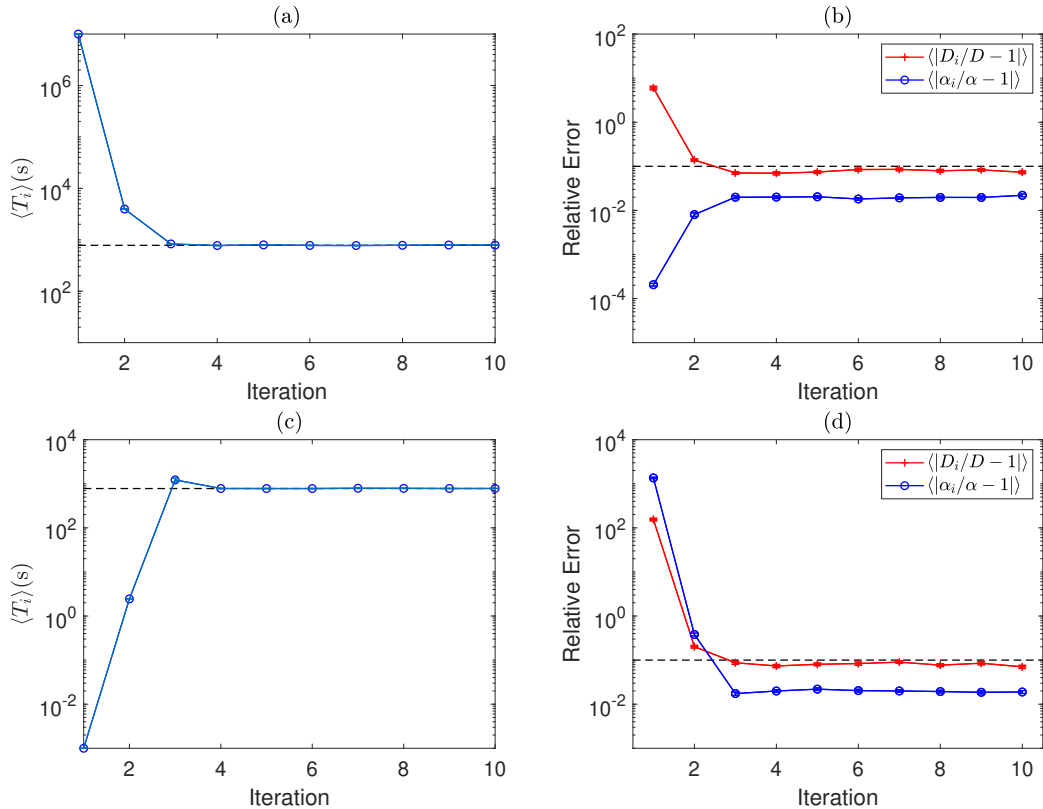 (a)
10^6
10^4
10^2
⟨T_i⟩(s)
2 4 6 8 10
Iteration
(b)
10^2
10^0
10^-2
10^-4
Relative Error
⟨|D_i/D − 1|⟩
⟨|α_i/α − 1|⟩
2 4 6 8 10
Iteration
(c)
10^4
10^2
10^0
10^-2
⟨T_i⟩(s)
2 4 6 8 10
Iteration
(d)
10^4
10^2
10^0
10^-2
Relative Error
⟨|D_i/D − 1|⟩
⟨|α_i/α − 1|⟩
2 4 6 8 10
Iteration